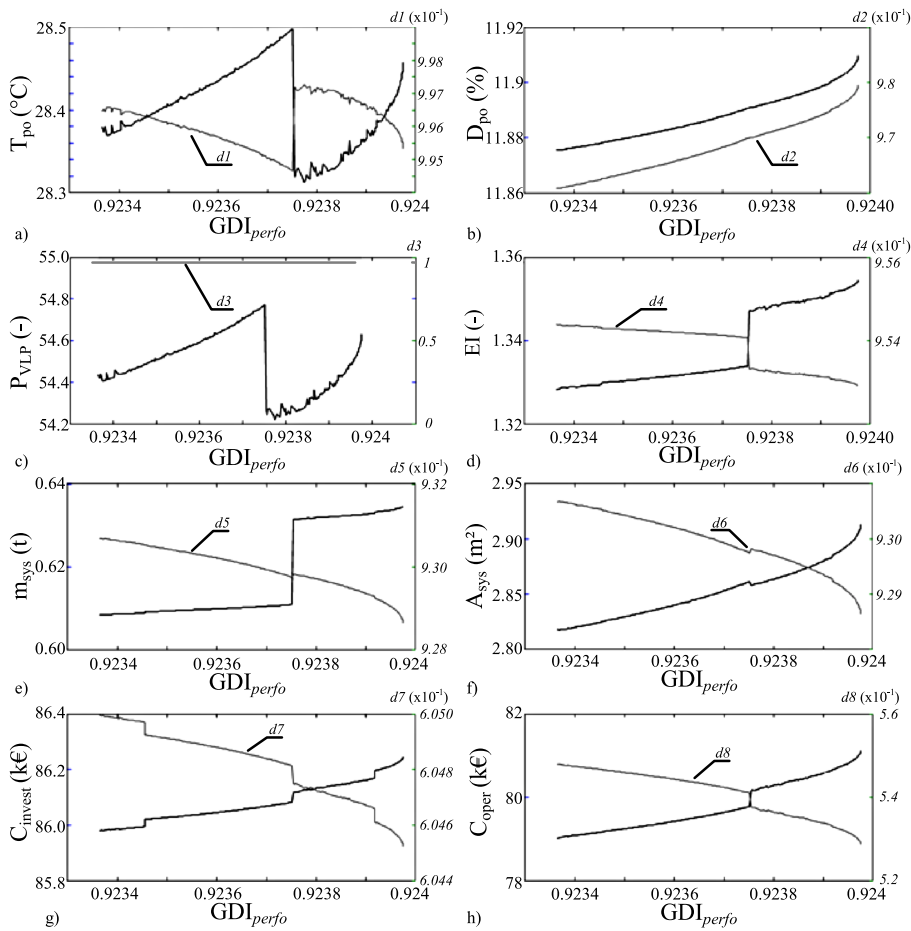 d1 (x10⁻¹)
28.5
28.4
28.3
T_po (°C)
9.98
9.97
9.96
9.95
d1
0.9234 0.9236 0.9238 0.924
GDI_perfo
a)
d2 (x10⁻¹)
11.92
11.9
11.88
11.86
D_po (%)
9.8
9.7
d2
0.9234 0.9236 0.9238 0.9240
GDI_perfo
b)
d3
55.0
54.8
54.6
54.4
54.2
P_VLP (-)
1
0.5
0
d3
0.9234 0.9236 0.9238 0.924
GDI_perfo
c)
d4 (x10⁻¹)
1.36
1.34
1.32
EI (-)
9.56
9.54
d4
0.9234 0.9236 0.9238 0.9240
GDI_perfo
d)
d5 (x10⁻¹)
0.64
0.62
0.60
m_sys (t)
9.32
9.30
9.28
d5
0.9234 0.9236 0.9238 0.924
GDI_perfo
e)
d6 (x10⁻¹)
2.95
2.90
2.85
2.80
A_sys (m²)
9.30
9.29
d6
0.9234 0.9236 0.9238 0.924
GDI_perfo
f)
d7 (x10⁻¹)
86.4
86.2
86.0
85.8
C_invest (k€)
6.050
6.048
6.046
6.044
d7
0.9234 0.9236 0.9238 0.924
GDI_perfo
g)
d8 (x10⁻¹)
82
80
78
C_oper (k€)
5.6
5.4
5.2
d8
0.9234 0.9236 0.9238 0.924
GDI_perfo
h)